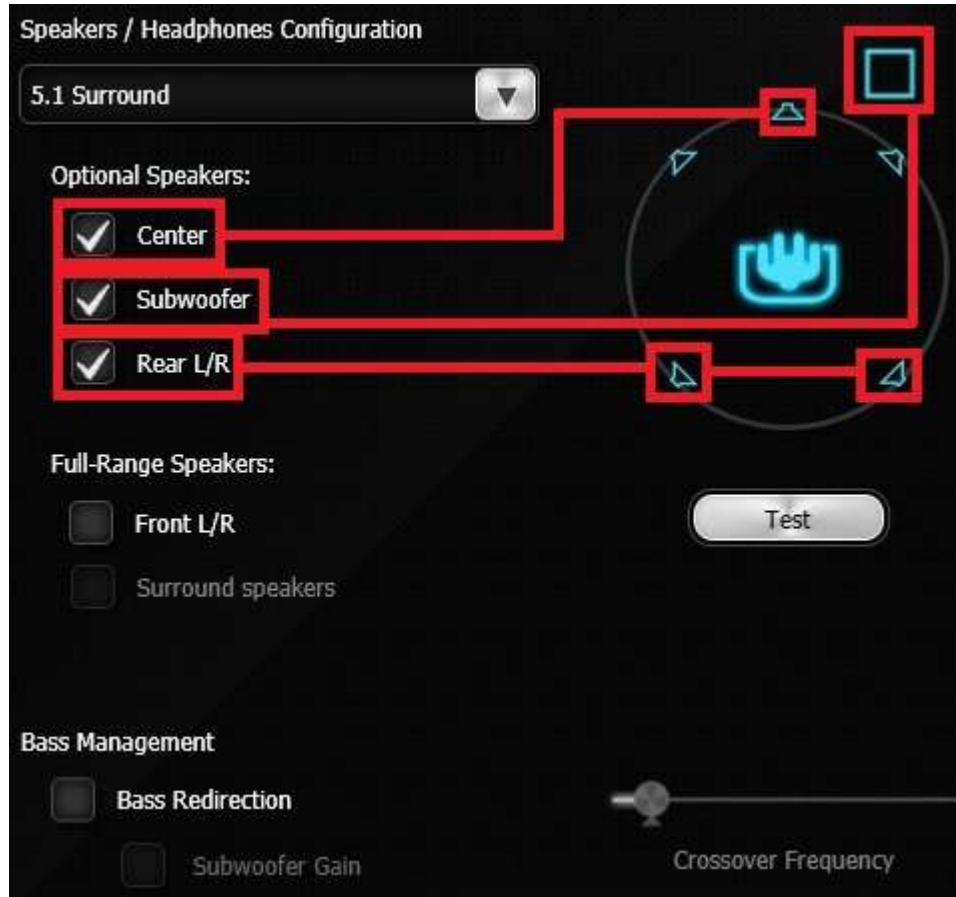 Speakers / Headphones Configuration
5.1 Surround
Optional Speakers:
Center
Subwoofer
Rear L/R
Full-Range Speakers:
Front L/R
Test
Surround speakers
Bass Management
Bass Redirection
Subwoofer Gain
Crossover Frequency